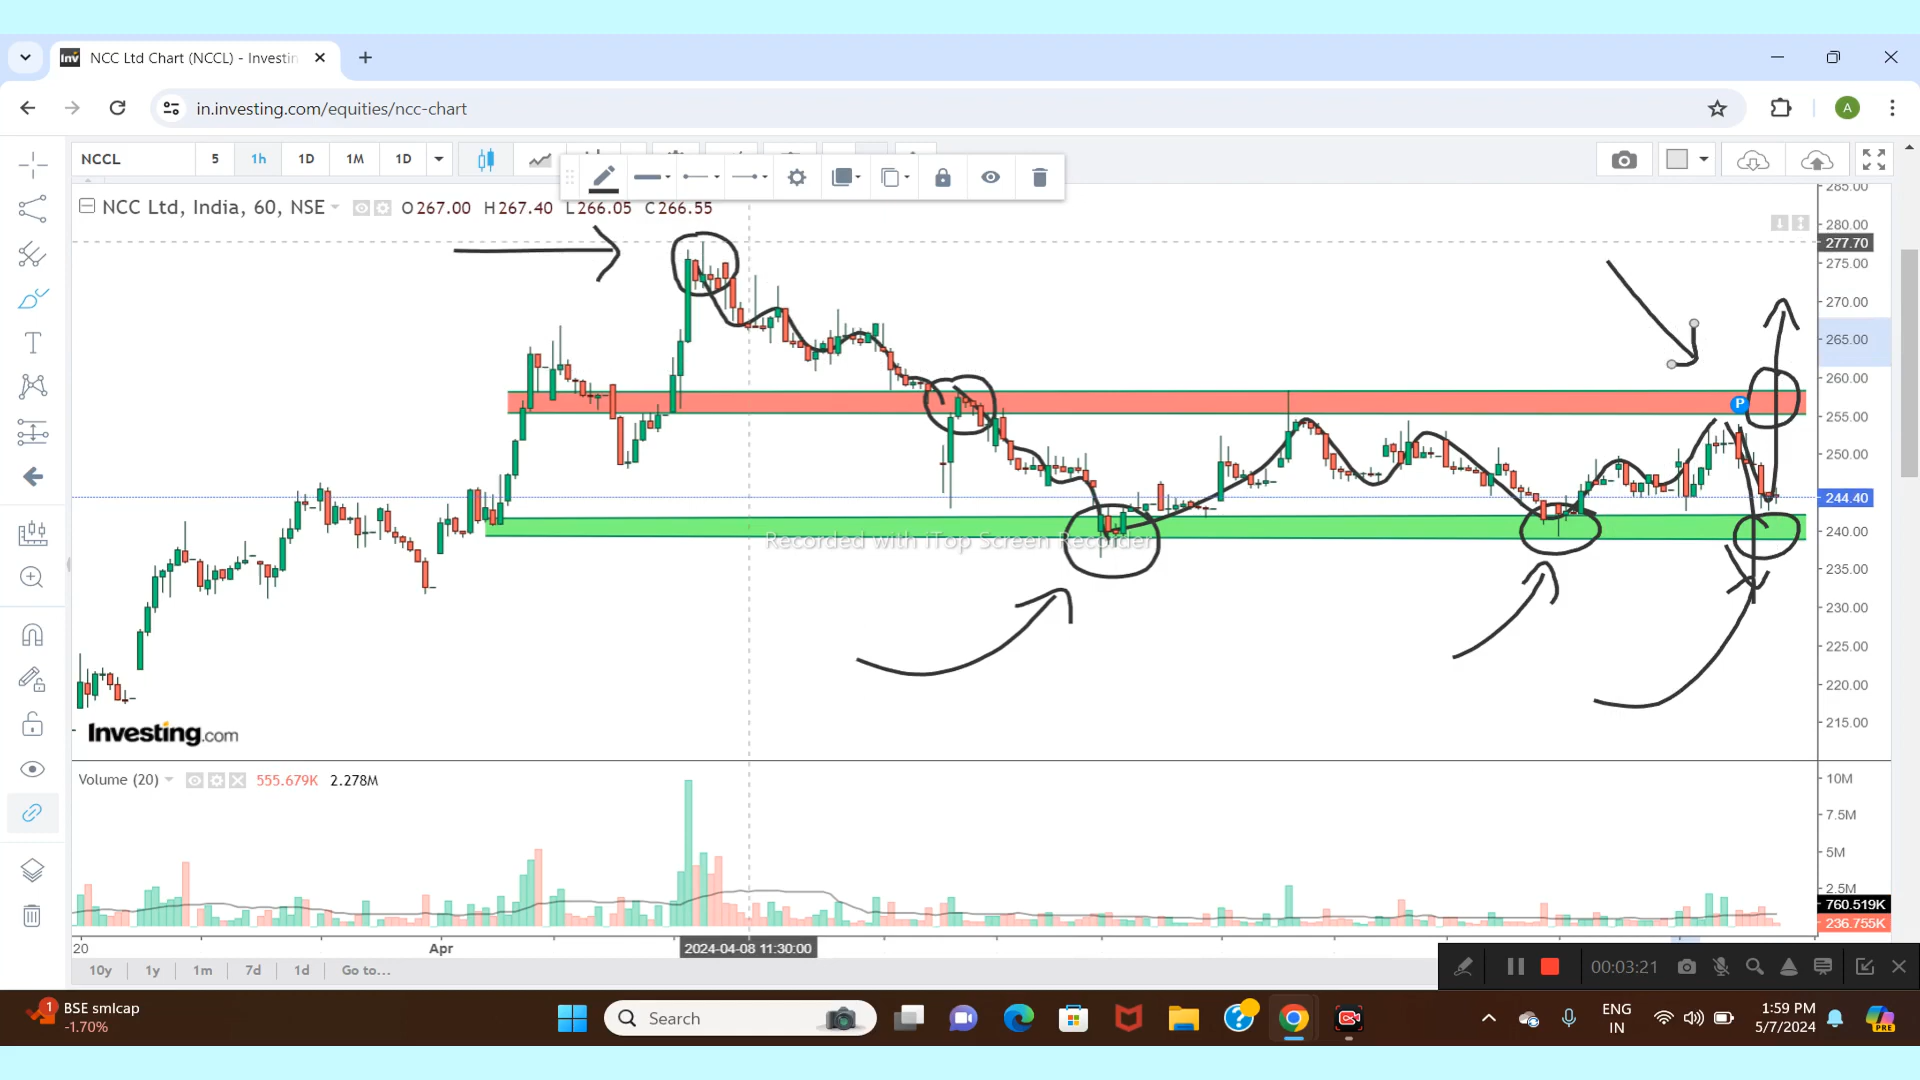 NCC Ltd Chart (NCCL) - Investin
in.investing.com/equities/ncc-chart
A
NCCL 5 1h 1D 1M 1D
NCC Ltd, India, 60, NSE O267.00 H267.40 L266.05 C266.55
285.00
280.00
277.70
275.00
270.00
265.00
260.00
P
255.00
250.00
244.40
240.00
Recorded with iTop Screen Recorder
235.00
230.00
225.00
220.00
215.00
Investing.com
Volume (20) 555.679K 2.278M
10M
7.5M
5M
2.5M
760.519K
236.755K
20 Apr 2024-04-08 11:30:00
10y 1y 1m 7d 1d Go to...
00:03:21
1 BSE smlcap
-1.70%
Search
ENG
IN
1:59 PM
5/7/2024
PRE